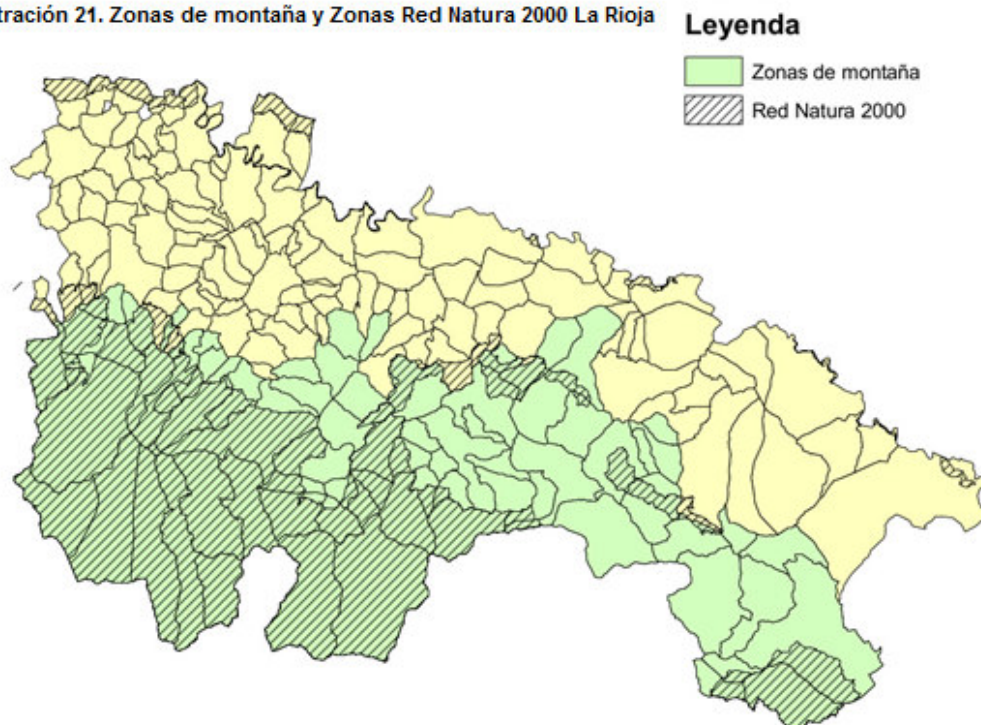 tración 21. Zonas de montaña y Zonas Red Natura 2000 La Rioja
Leyenda
Zonas de montaña
Red Natura 2000